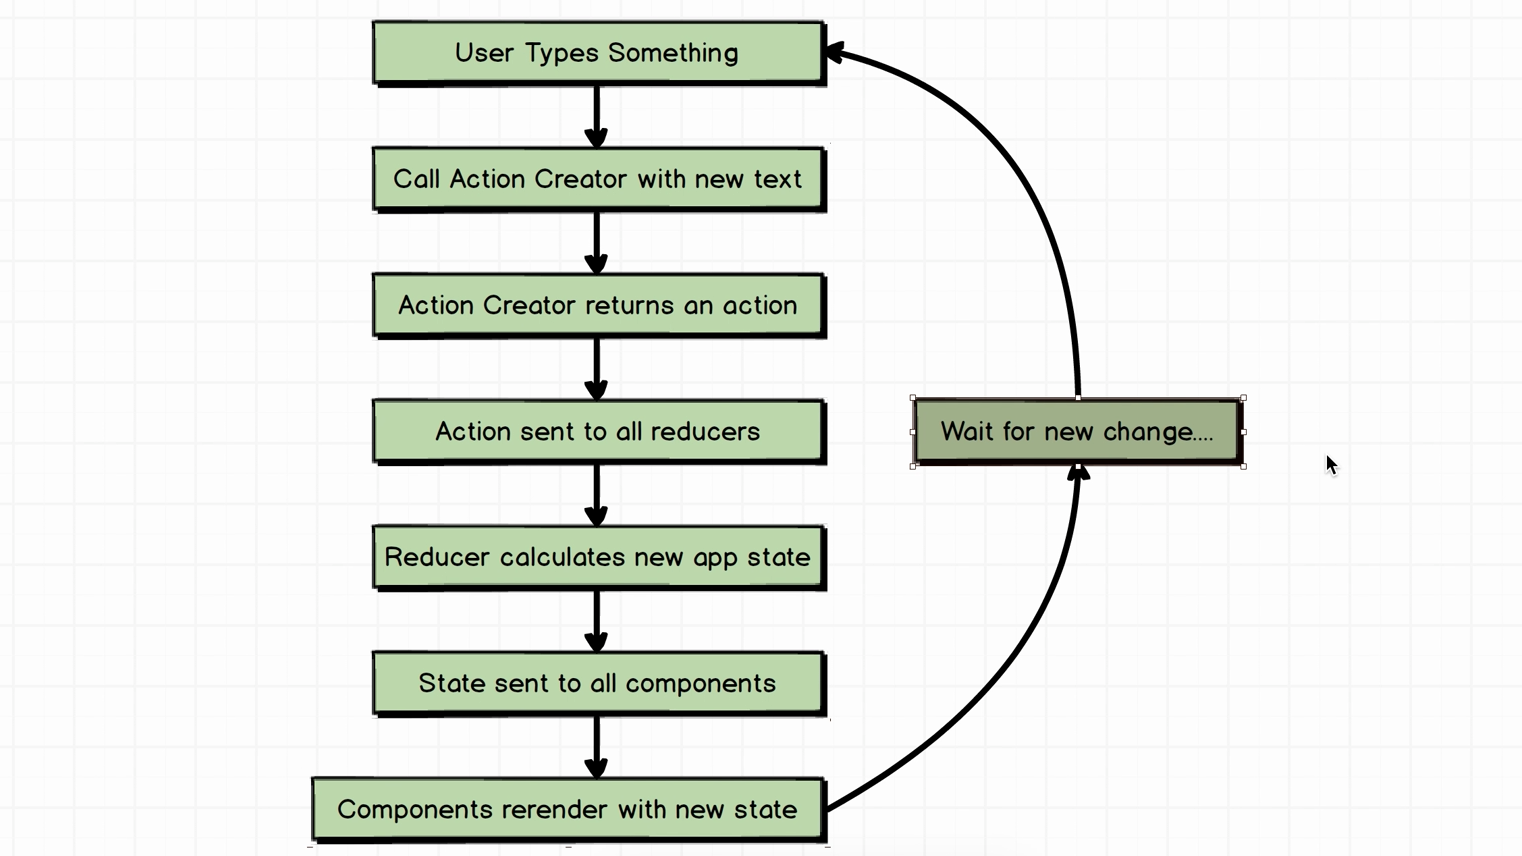 User Types Something
Call Action Creator with new text
Action Creator returns an action
Action sent to all reducers
Wait for new change....
Reducer calculates new app state
State sent to all components
Components rerender with new state